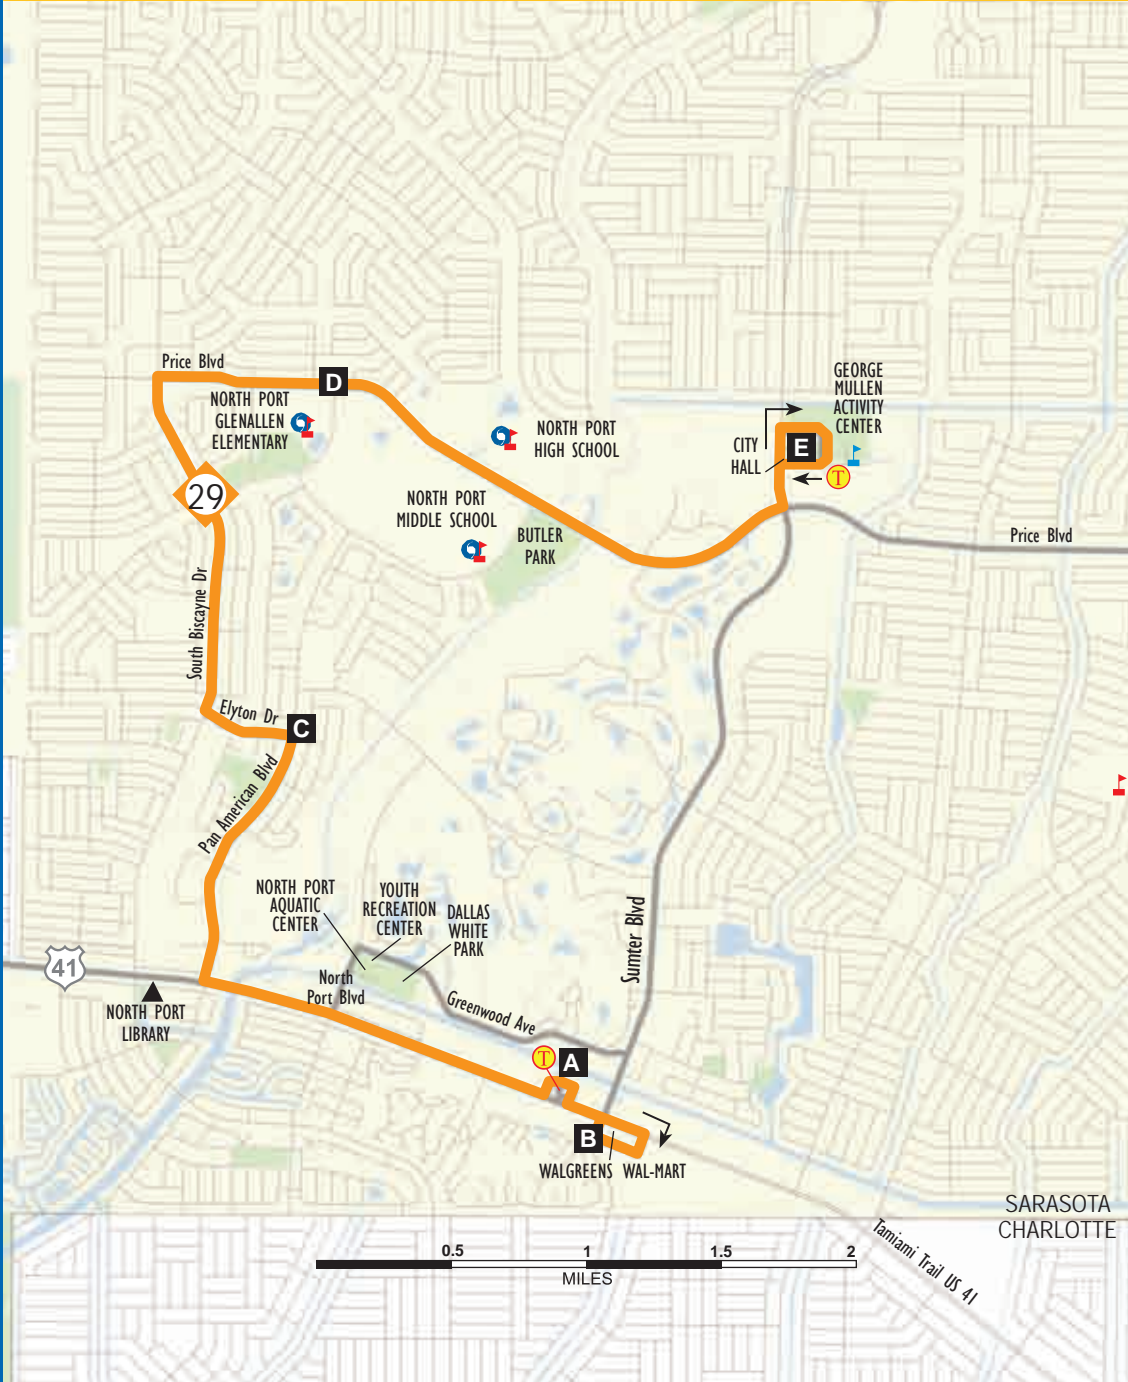 Price Blvd
D
NORTH PORT
GLENALLEN
ELEMENTARY
NORTH PORT
HIGH SCHOOL
GEORGE
MULLEN
ACTIVITY
CENTER
CITY
HALL
E
T
29
NORTH PORT
MIDDLE SCHOOL
BUTLER
PARK
Price Blvd
South Biscayne Dr
Elyton Dr
C
Pan American Blvd
NORTH PORT
AQUATIC
CENTER
YOUTH
RECREATION
CENTER
DALLAS
WHITE
PARK
Sumter Blvd
41
North
Port Blvd
Greenwood Ave
NORTH PORT
LIBRARY
T
A
B
WALGREENS
WAL-MART
SARASOTA
CHARLOTTE
Tamiami Trail US 41
0.5
1
1.5
2
MILES